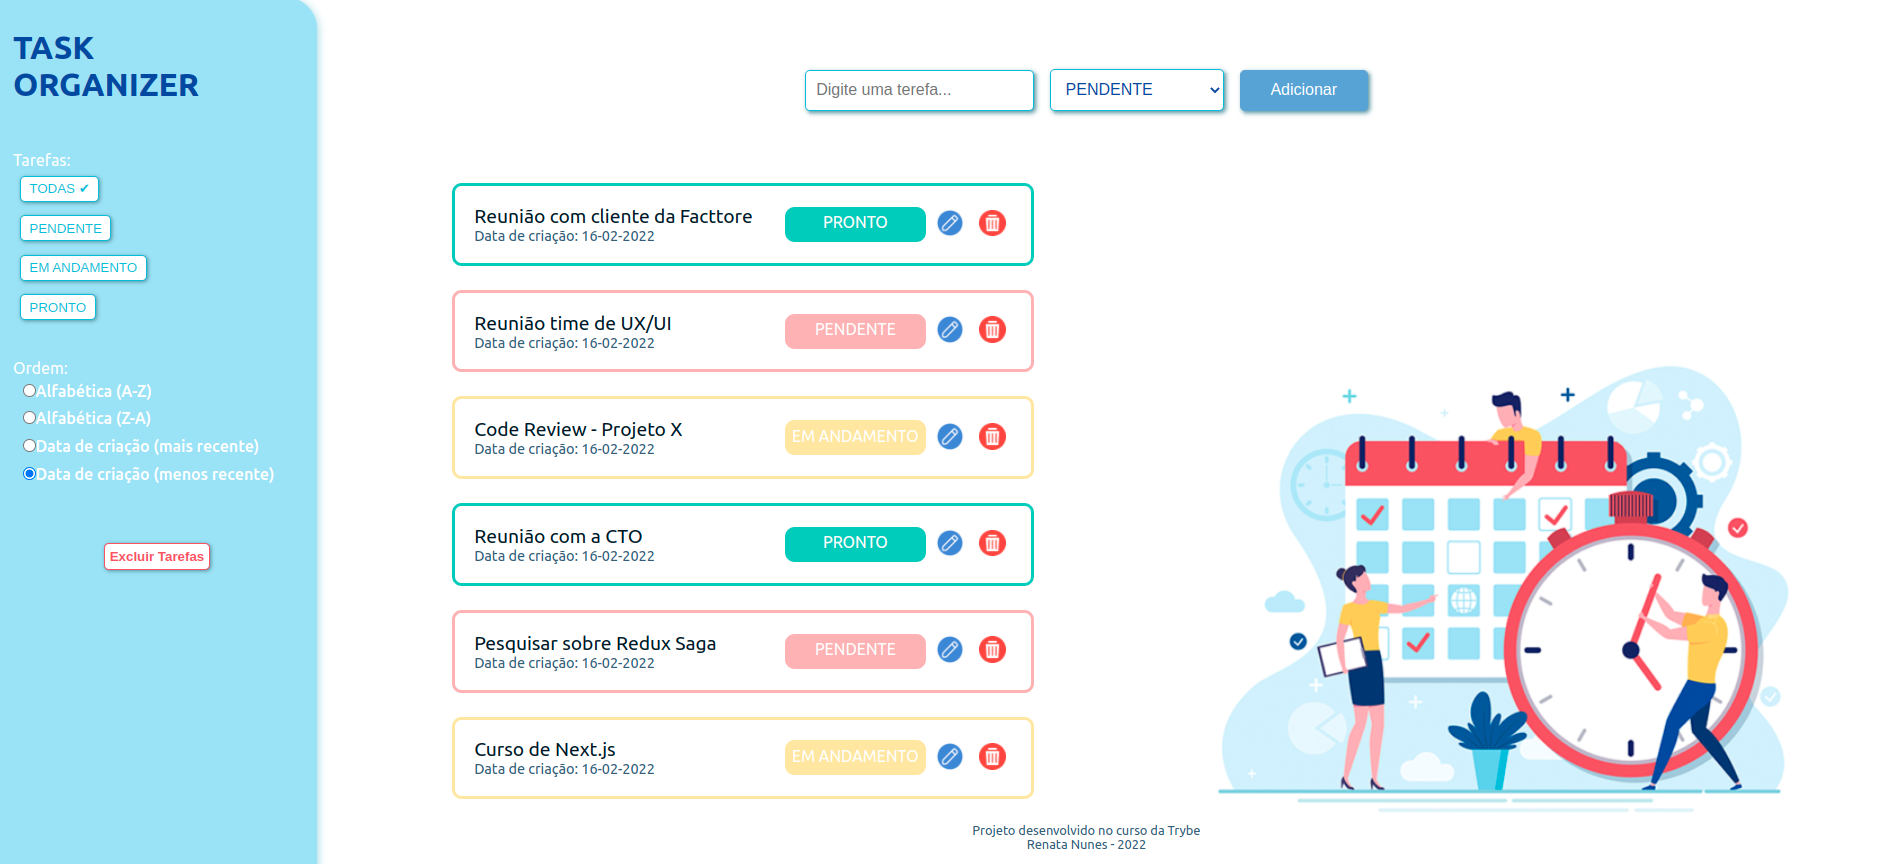 TASK
ORGANIZER
Tarefas:
TODAS ✔
PENDENTE
EM ANDAMENTO
PRONTO
Ordem:
Alfabética (A-Z)
Alfabética (Z-A)
Data de criação (mais recente)
Data de criação (menos recente)
Excluir Tarefas
Digite uma terefa... PENDENTE Adicionar
Reunião com cliente da Facttore PRONTO
Data de criação: 16-02-2022
Reunião time de UX/UI PENDENTE
Data de criação: 16-02-2022
Code Review - Projeto X EM ANDAMENTO
Data de criação: 16-02-2022
Reunião com a CTO PRONTO
Data de criação: 16-02-2022
Pesquisar sobre Redux Saga PENDENTE
Data de criação: 16-02-2022
Curso de Next.js EM ANDAMENTO
Data de criação: 16-02-2022
Projeto desenvolvido no curso da Trybe
Renata Nunes - 2022